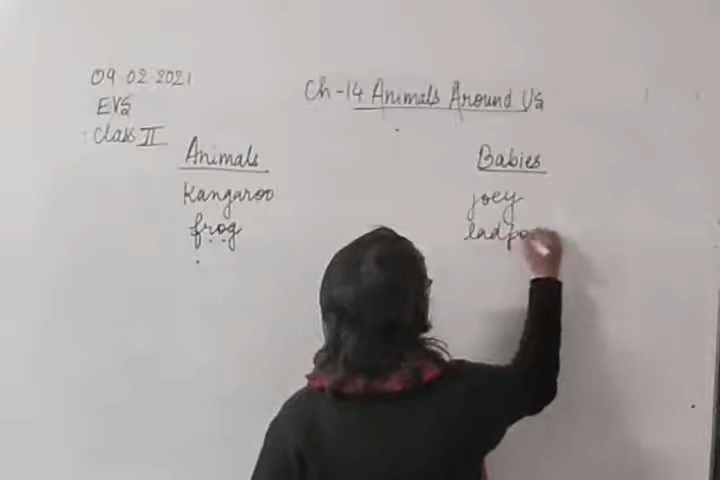 09.02.2021
EVS
Class II
Ch-14 Animals Around Us
Animals
Babies
Kangaroo
joey
frog